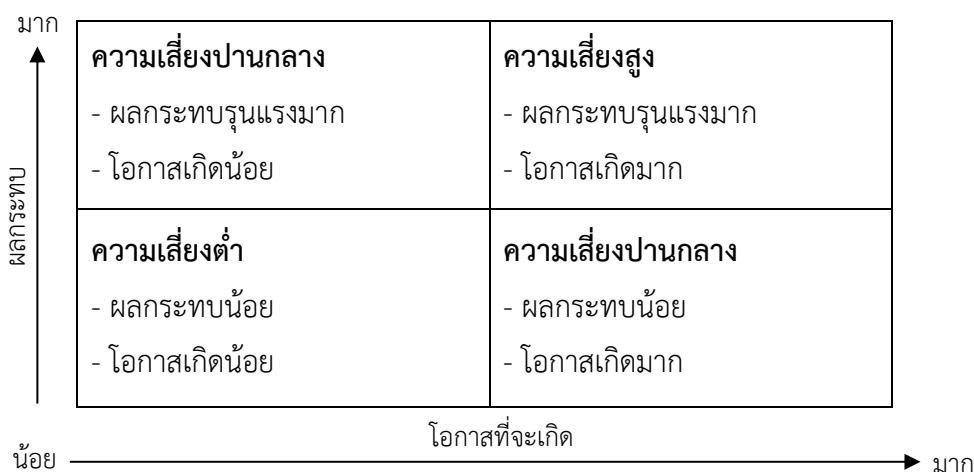 มาก
ความเสี่ยงปานกลาง
- ผลกระทบรุนแรงมาก
- โอกาสเกิดน้อย
ความเสี่ยงสูง
- ผลกระทบรุนแรงมาก
- โอกาสเกิดมาก
ผลกระทบ
ความเสี่ยงต่ำ
- ผลกระทบน้อย
- โอกาสเกิดน้อย
ความเสี่ยงปานกลาง
- ผลกระทบน้อย
- โอกาสเกิดมาก
โอกาสที่จะเกิด
น้อย
มาก